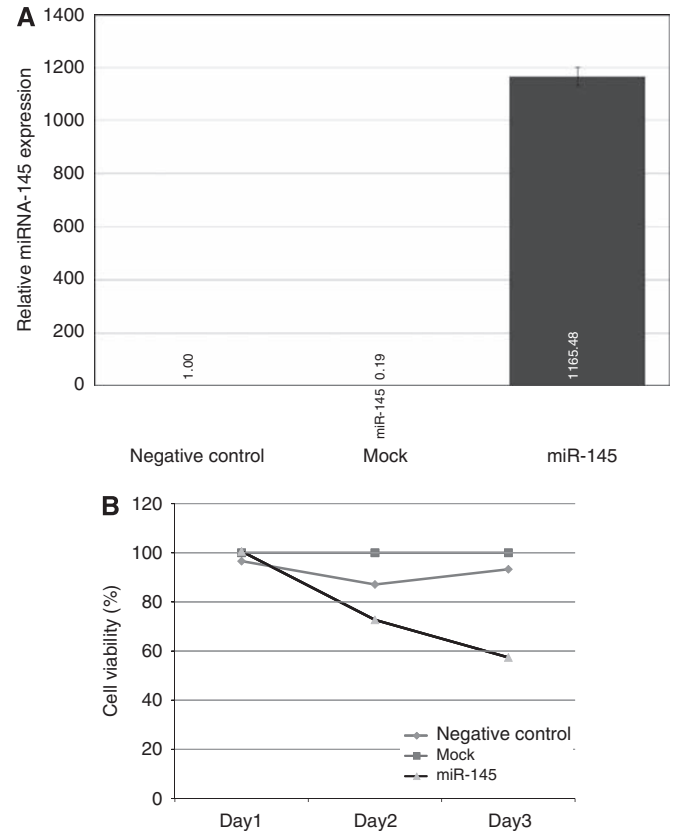 A
Relative miRNA-145 expression
1400
1200
1000
800
600
400
200
0
1.00
miR-145 0.19
1165.48
Negative control
Mock
miR-145
B
Cell viability (%)
120
100
80
60
40
20
0
Negative control
Mock
miR-145
Day1
Day2
Day3